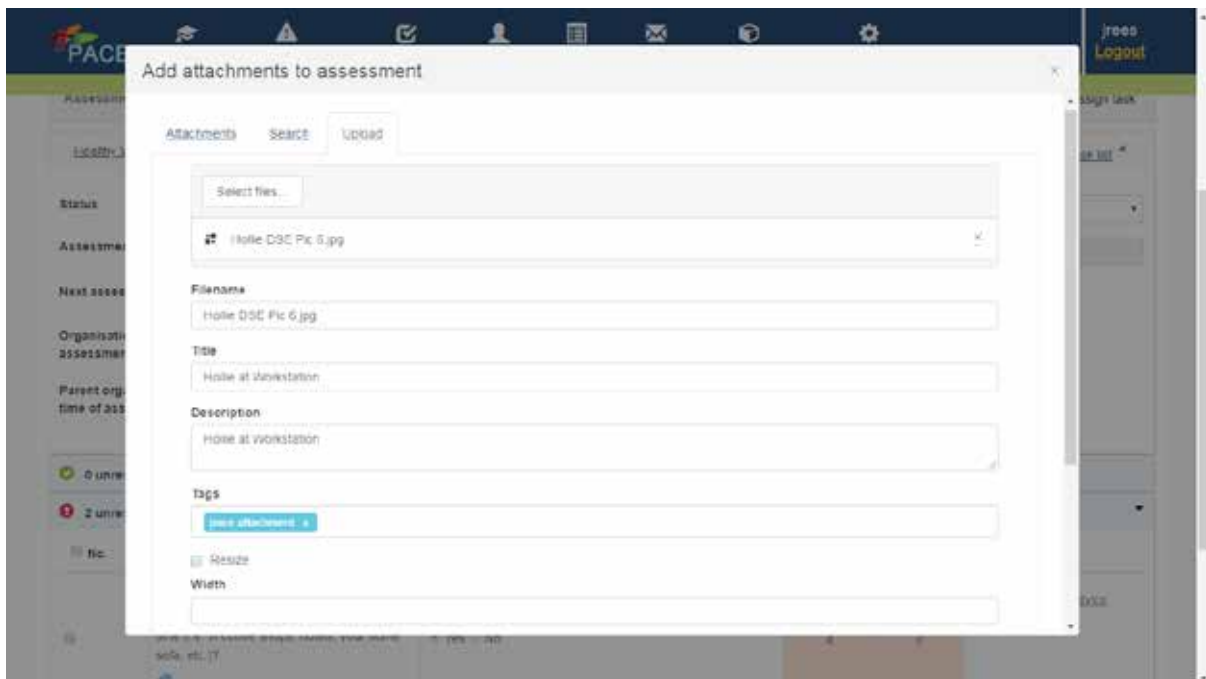 PACE
jrees
Logout
Add attachments to assessment
×
Attachments Search Upload
Select files...
Hollie DSE Pic 6.jpg
Filename
Hollie DSE Pic 6.jpg
Title
Hollie at Workstation
Description
Hollie at Workstation
Tags
attachment x
Resize
Width
Status
Assessme
Next asses
Organisati
assessmen
Parent org
time of ass
0 unre
2 unre
No.
Yes No
sofa, etc.)?